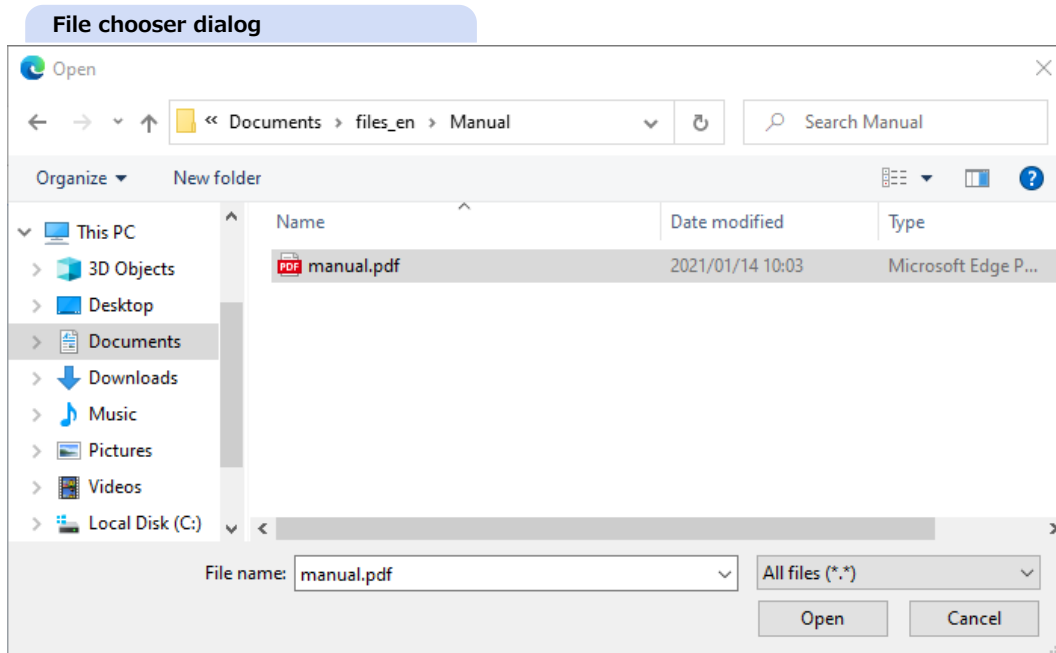 File chooser dialog
Open
« Documents › files_en › Manual
Search Manual
Organize
New folder
Name
Date modified
Type
This PC
3D Objects
Desktop
Documents
Downloads
Music
Pictures
Videos
Local Disk (C:)
PDF manual.pdf 2021/01/14 10:03 Microsoft Edge P...
File name: manual.pdf
All files (*.*)
Open
Cancel